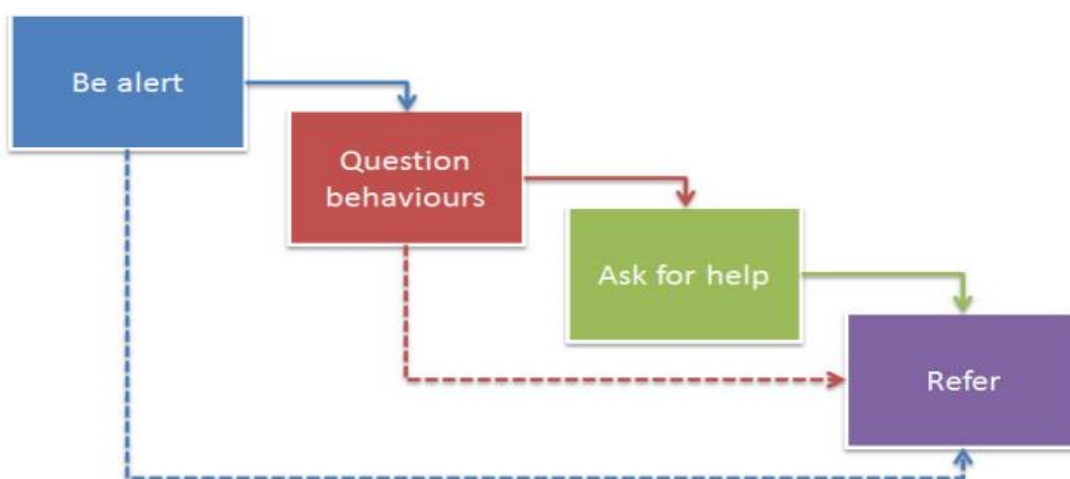 Be alert
Question
behaviours
Ask for help
Refer